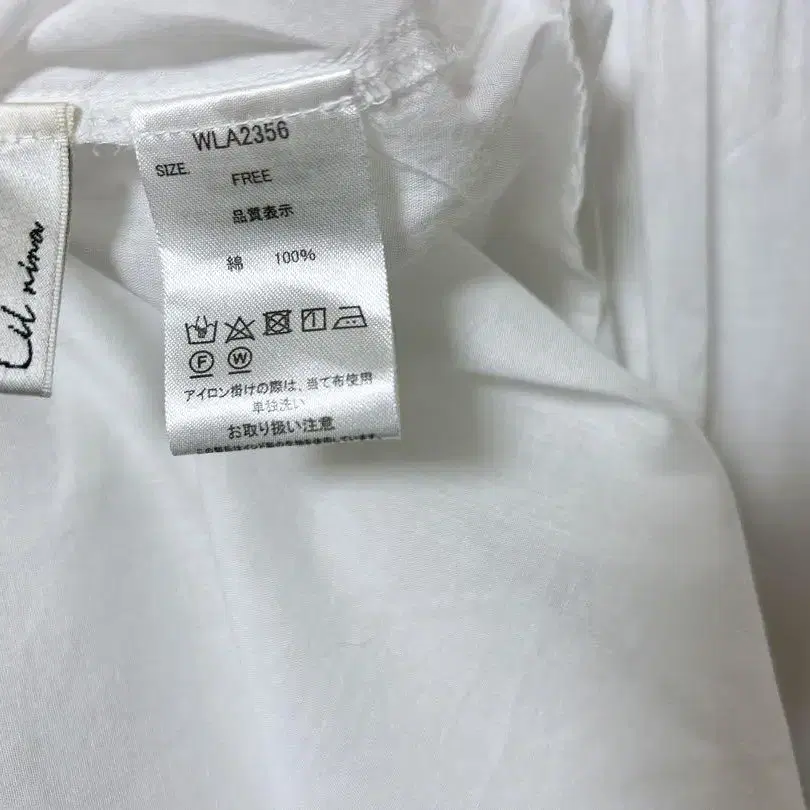 WLA2356
SIZE. FREE
品質表示
綿 100%
F W
アイロン掛けの際は、当て布使用
単独洗い
お取り扱い注意
Lil nina